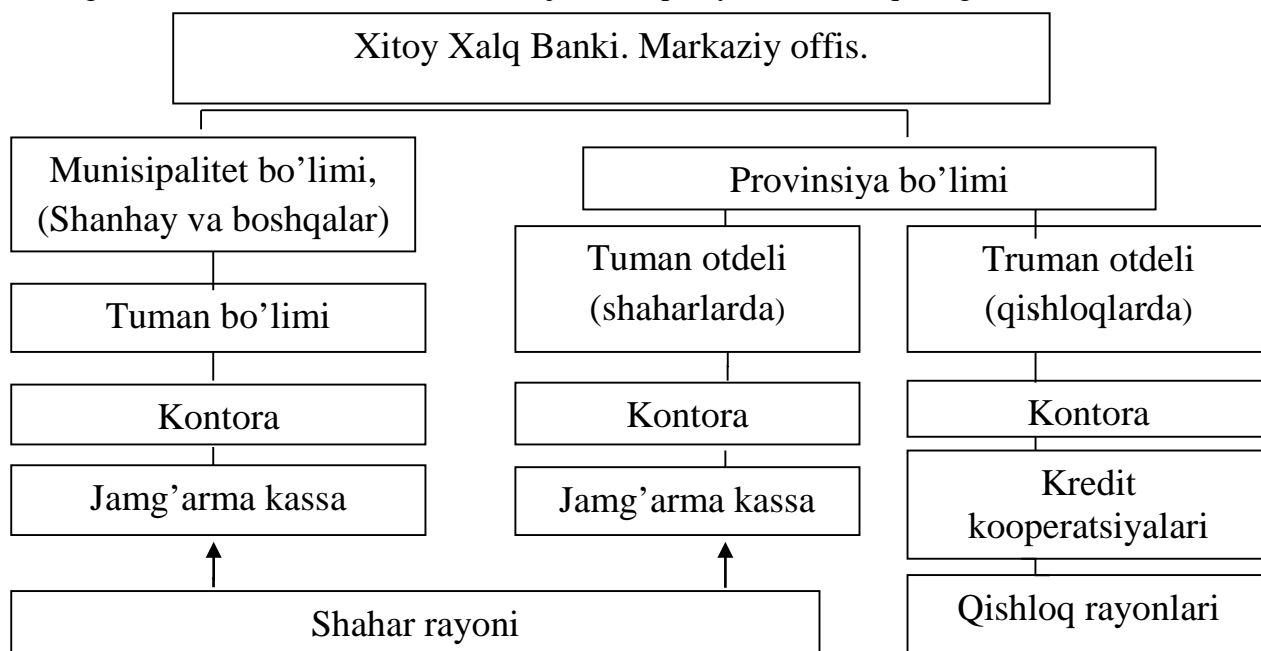 Xitoy Xalq Banki. Markaziy offis.
Munisipalitet bo’limi,
(Shanhay va boshqalar)
Provinsiya bo’limi
Tuman bo’limi
Tuman otdeli
(shaharlarda)
Truman otdeli
(qishloqlarda)
Kontora
Kontora
Kontora
Jamg’arma kassa
Jamg’arma kassa
Kredit
kooperatsiyalari
Shahar rayoni
Qishloq rayonlari